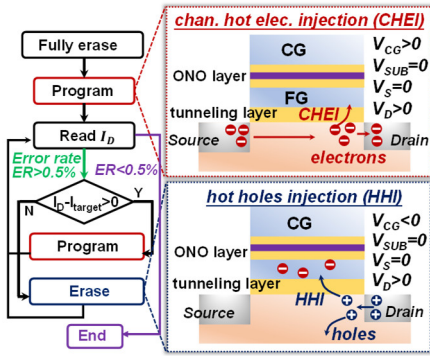 Fully erase
Program
Read I_D
Error rate
ER>0.5%
ER<0.5%
N
I_D-I_target>0
Y
Program
Erase
End
chan. hot elec. injection (CHEI)
CG
ONO layer
FG
tunneling layer
CHEI
Source
electrons
Drain
V_CG>0
V_SUB=0
V_S=0
V_D>0
hot holes injection (HHI)
CG
ONO layer
tunneling layer
HHI
Source
holes
Drain
V_CG<0
V_SUB=0
V_S=0
V_D>0